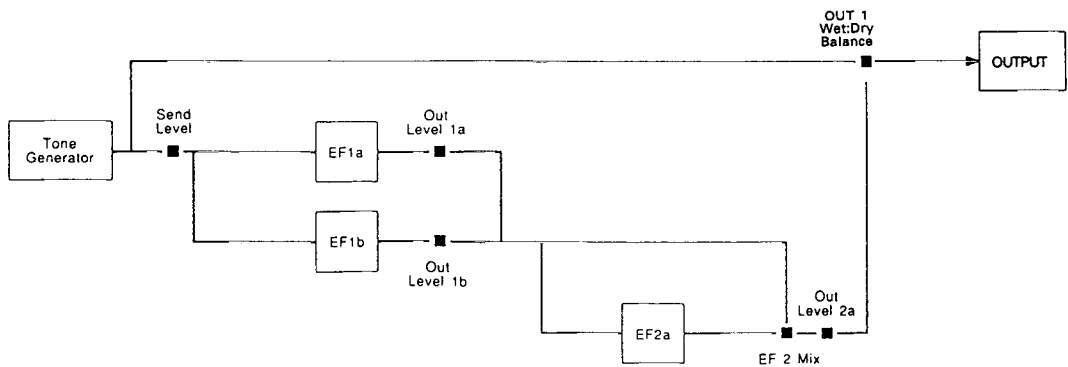 OUT 1
Wet:Dry
Balance
OUTPUT
Send
Level
Out
Level 1a
Tone
Generator
EF1a
EF1b
Out
Level 1b
Out
Level 2a
EF2a
EF 2 Mix